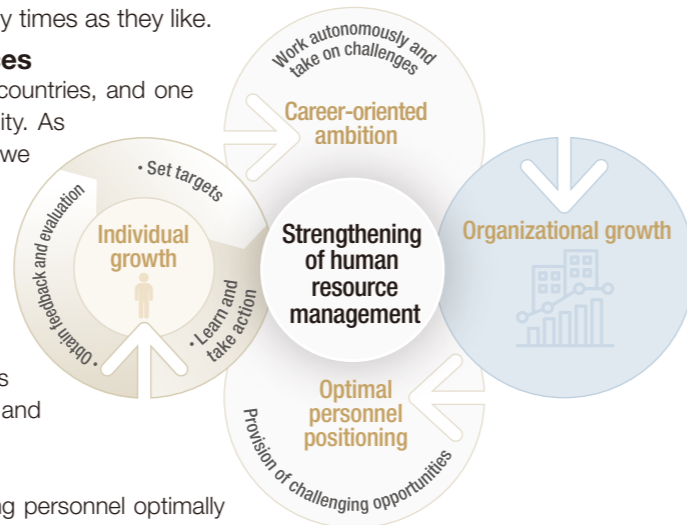 y times as they like.
es
countries, and one
ity. As
we
s
and
ng personnel optimally
Work autonomously and
take on challenges
Career-oriented
ambition
• Set targets
• Learn and
take action
• Obtain feedback and evaluation
Individual
growth
Strengthening
of human
resource
management
Organizational growth
Optimal
personnel
positioning
Provision of challenging opportunities